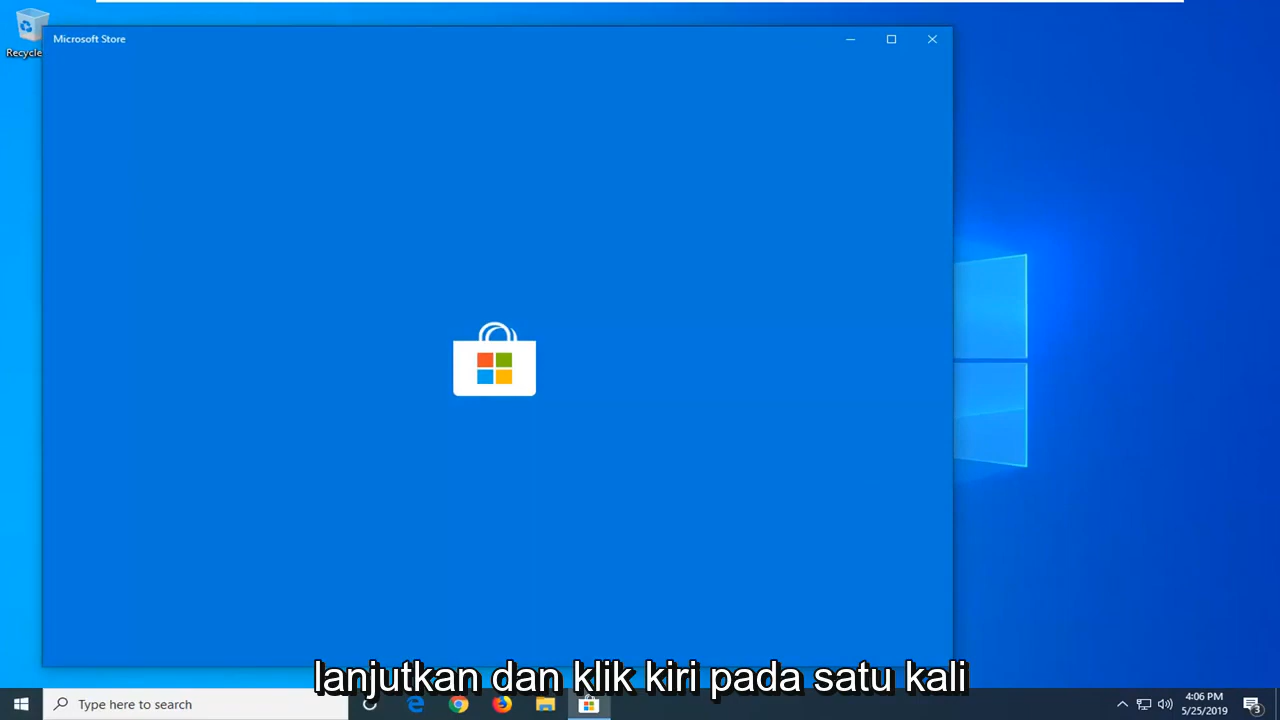 Microsoft Store
Recycle
lanjutkan dan klik kiri pada satu kali
Type here to search
4:06 PM
5/25/2019
3